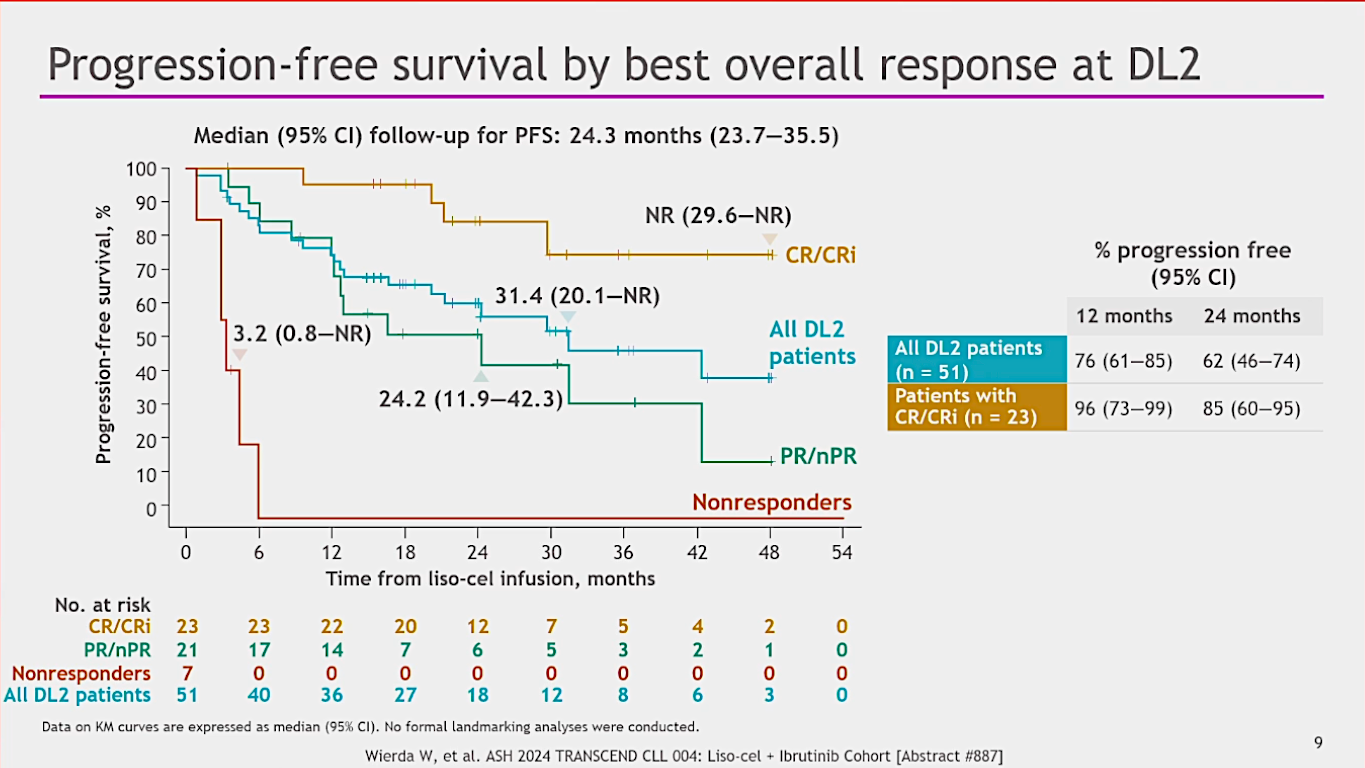 Progression-free survival by best overall response at DL2
Median (95% CI) follow-up for PFS: 24.3 months (23.7—35.5)
Progression-free survival, %
100
90
80
70
60
50
40
30
20
10
0
NR (29.6—NR)
CR/CRi
31.4 (20.1—NR)
All DL2
patients
3.2 (0.8—NR)
24.2 (11.9—42.3)
PR/nPR
Nonresponders
0 6 12 18 24 30 36 42 48 54
Time from liso-cel infusion, months
No. at risk
CR/CRi 23 23 22 20 12 7 5 4 2 0
PR/nPR 21 17 14 7 6 5 3 2 1 0
Nonresponders 7 0 0 0 0 0 0 0 0 0
All DL2 patients 51 40 36 27 18 12 8 6 3 0
% progression free
(95% CI)
12 months 24 months
All DL2 patients
(n = 51)
76 (61—85) 62 (46—74)
Patients with
CR/CRi (n = 23)
96 (73—99) 85 (60—95)
Data on KM curves are expressed as median (95% CI). No formal landmarking analyses were conducted.
Wierda W, et al. ASH 2024 TRANSCEND CLL 004: Liso-cel + Ibrutinib Cohort [Abstract #887]
9